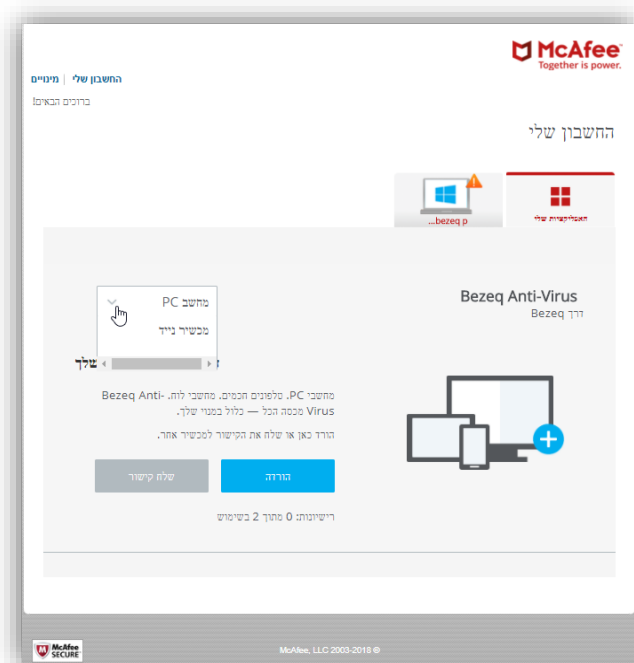 McAfee
Together is power.
החשבון שלי | מינויים
ברוכים הבאים!
החשבון שלי
האפליקציות שלי
bezeq p...
Bezeq Anti-Virus
דרך Bezeq
מחשב PC
מכשיר נייד
שלך
מחשבי PC. טלפונים חכמים. מחשבי לוח. Bezeq Anti-
Virus מכסה הכל — כלול במנוי שלך.
הורד כאן או שלח את הקישור למכשיר אחר.
הורדה
שלח קישור
רישיונות: 0 מתוך 2 בשימוש
McAfee
SECURE
McAfee, LLC 2003-2018 ©